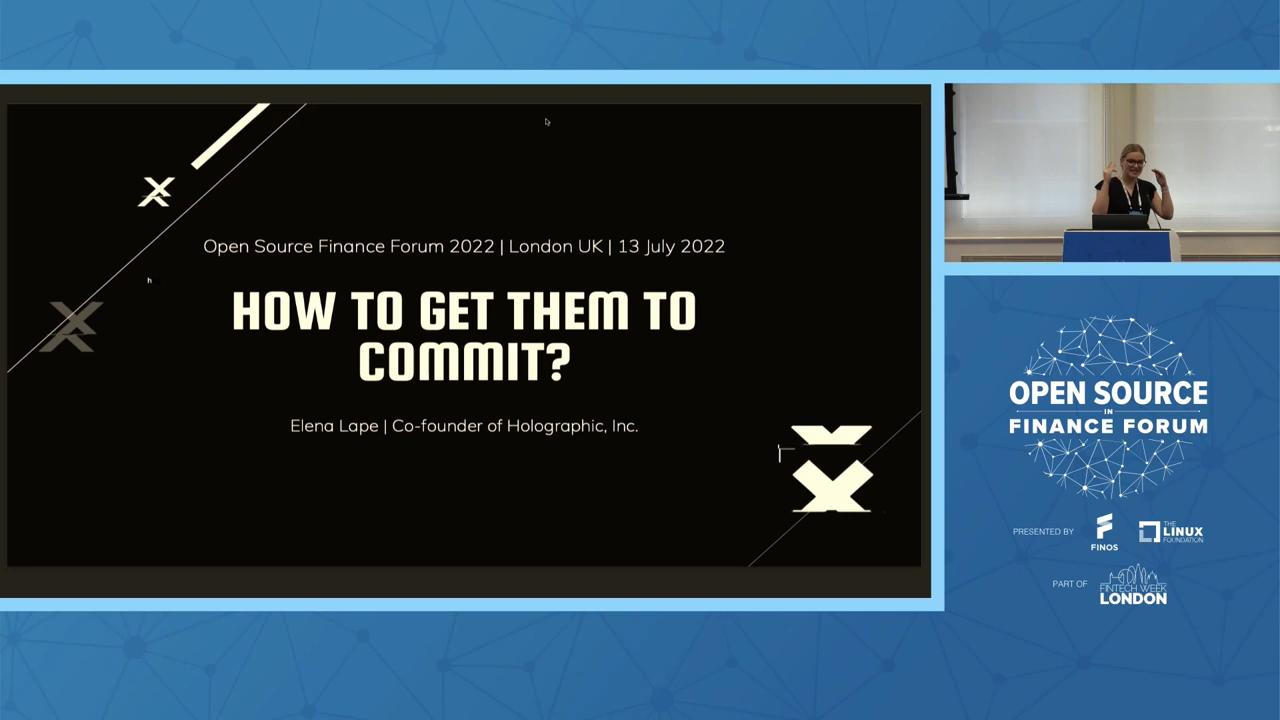 Open Source Finance Forum 2022 | London UK | 13 July 2022
HOW TO GET THEM TO
COMMIT?
Elena Lape | Co-founder of Holographic, Inc.
h
OPEN SOURCE
IN
FINANCE FORUM
PRESENTED BY
FINOS
THE
LINUX
FOUNDATION
PART OF
FINTECH WEEK
LONDON